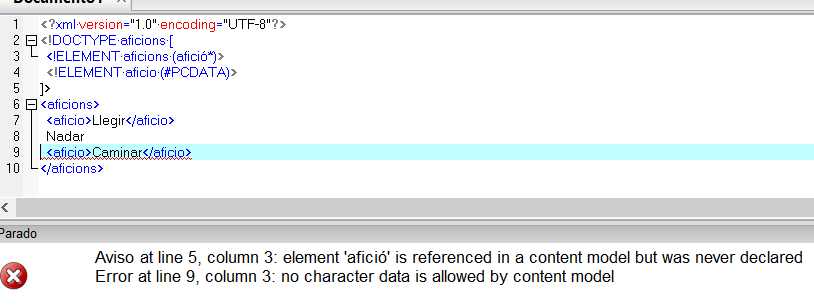 Documento1
1 <?xml version="1.0" encoding="UTF-8"?>
2 <!DOCTYPE aficions [
3 <!ELEMENT aficions (afició*)>
4 <!ELEMENT aficio (#PCDATA)>
5 ]>
6 <aficions>
7 <aficio>Llegir</aficio>
8 Nadar
9 <aficio>Caminar</aficio>
10 </aficions>
Parado
Aviso at line 5, column 3: element 'afició' is referenced in a content model but was never declared
Error at line 9, column 3: no character data is allowed by content model